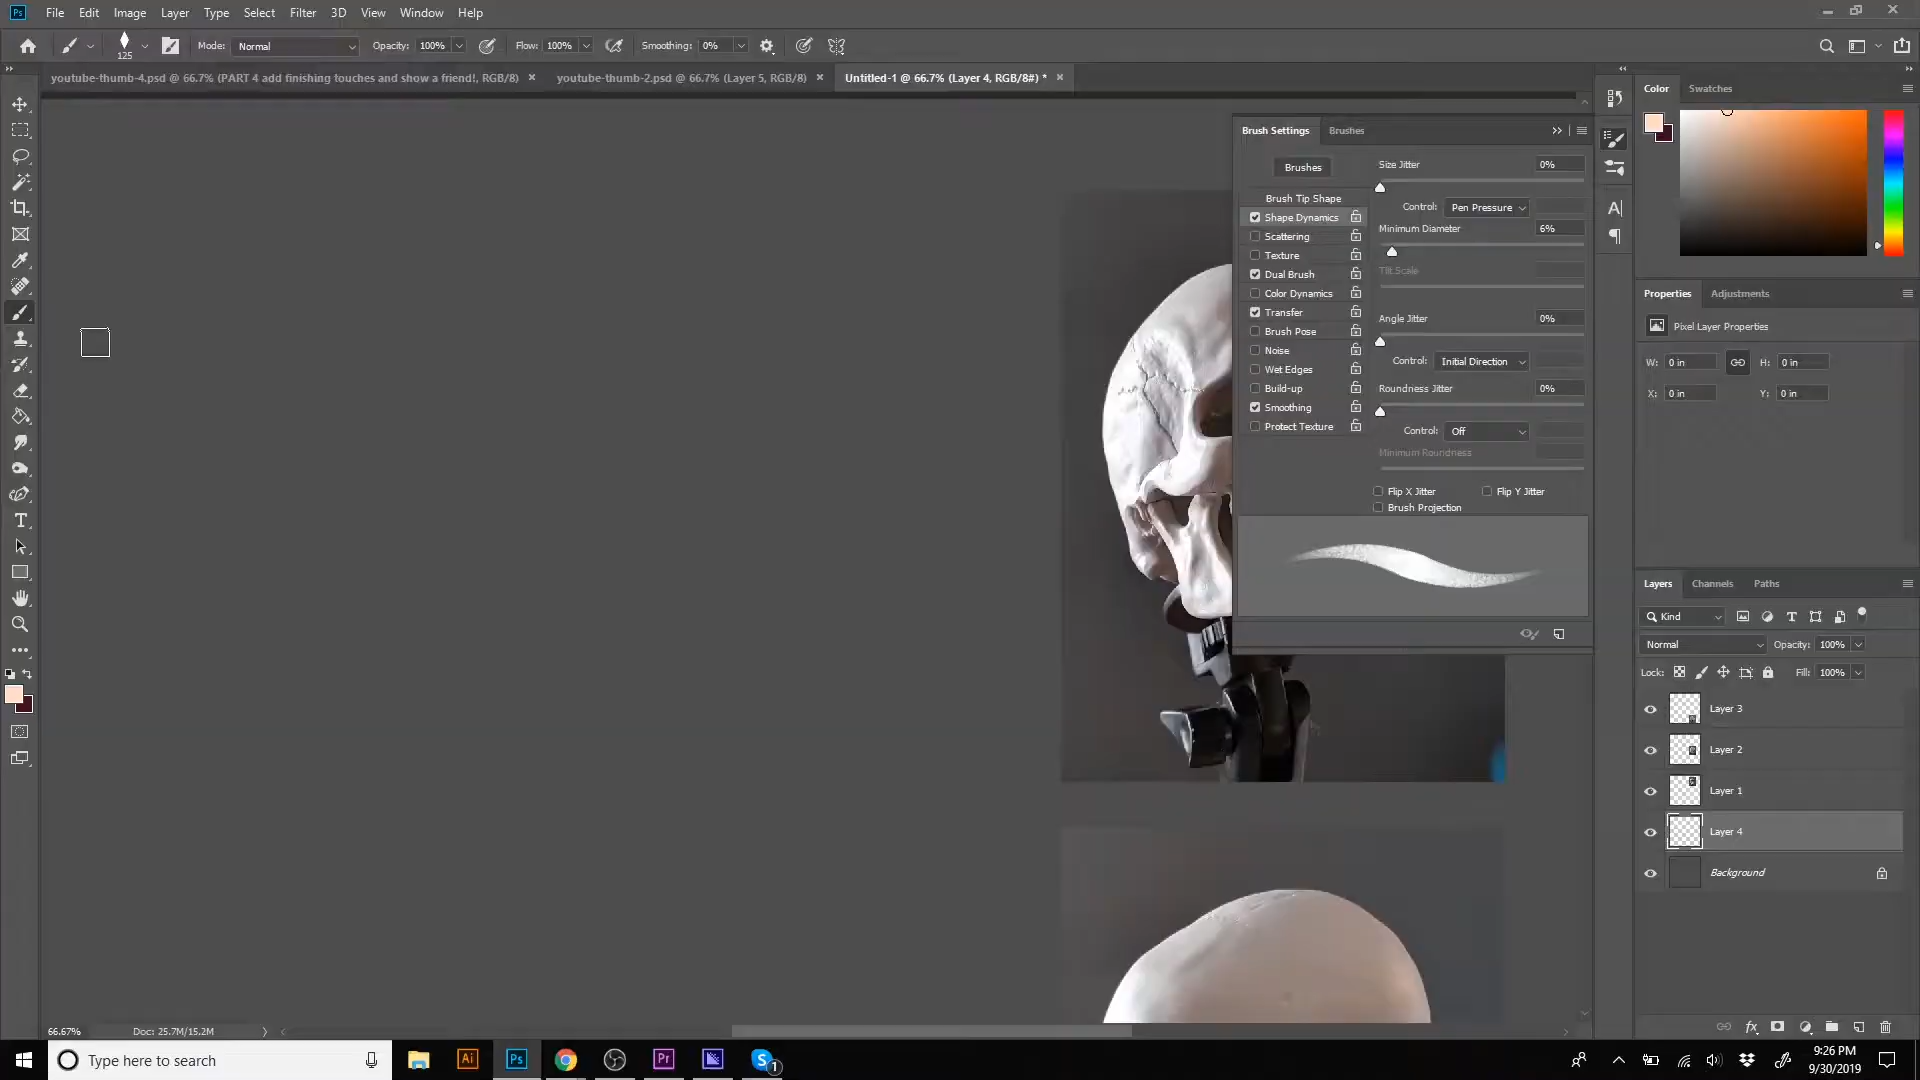 Ps File Edit Image Layer Type Select Filter 3D View Window Help
125 Mode: Normal Opacity: 100% Flow: 100% Smoothing: 0%
youtube-thumb-4.psd @ 66.7% (PART 4 add finishing touches and show a friend!, RGB/8) × youtube-thumb-2.psd @ 66.7% (Layer 5, RGB/8) × Untitled-1 @ 66.7% (Layer 4, RGB/8#) * ×
Color Swatches
Brush Settings Brushes
Brushes
Brush Tip Shape
Shape Dynamics
Scattering
Texture
Dual Brush
Color Dynamics
Transfer
Brush Pose
Noise
Wet Edges
Build-up
Smoothing
Protect Texture
Size Jitter 0%
Control: Pen Pressure
Minimum Diameter 6%
Tilt Scale
Angle Jitter 0%
Control: Initial Direction
Roundness Jitter 0%
Control: Off
Minimum Roundness
Flip X Jitter Flip Y Jitter
Brush Projection
Properties Adjustments
Pixel Layer Properties
W: 0 in H: 0 in
X: 0 in Y: 0 in
Layers Channels Paths
Kind
Normal Opacity: 100%
Lock: Fill: 100%
Layer 3
Layer 2
Layer 1
Layer 4
Background
66.67% Doc: 25.7M/15.2M
Type here to search
Ai Ps Pr S 1
9:26 PM
9/30/2019